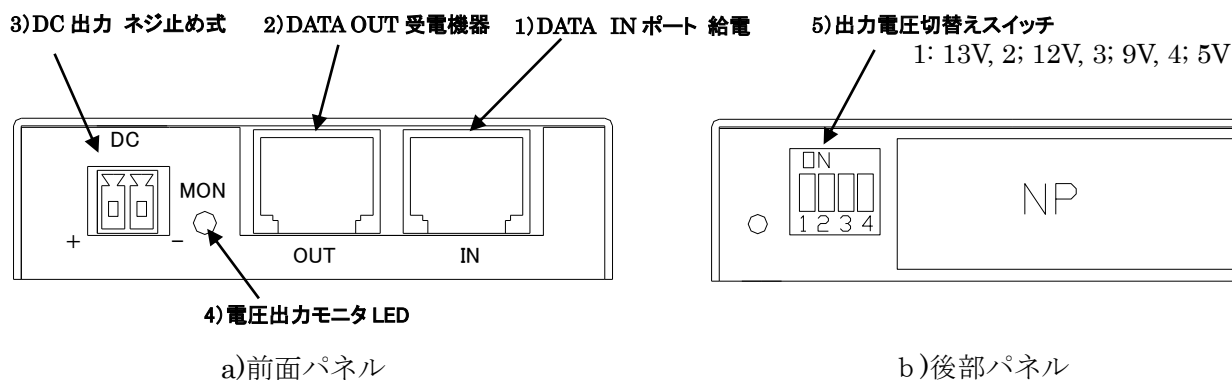 3)DC 出力 ネジ止め式
2)DATA OUT 受電機器
1)DATA IN ポート 給電
5)出力電圧切替えスイッチ
1: 13V, 2; 12V, 3; 9V, 4; 5V
DC
MON
+
-
OUT
IN
4)電圧出力モニタ LED
a)前面パネル
ON
1 2 3 4
NP
b)後部パネル